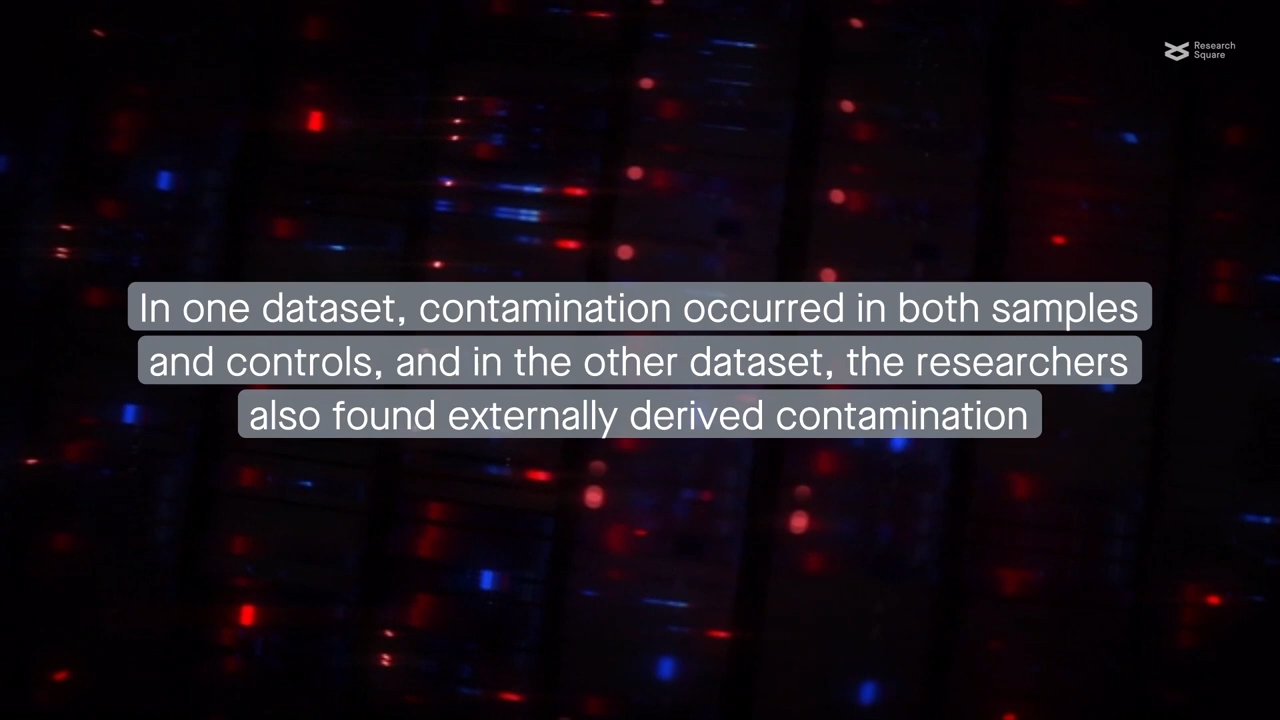 Research
Square
In one dataset, contamination occurred in both samples
and controls, and in the other dataset, the researchers
also found externally derived contamination